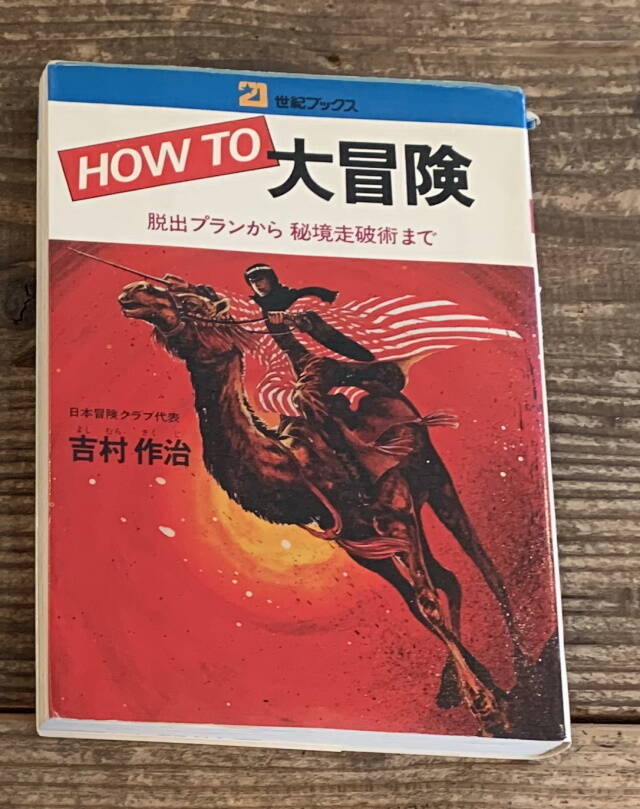 21世紀ブックス
HOW TO 大冒険
脱出プランから 秘境走破術まで
日本冒険クラブ代表
よし むら さく じ
吉村 作治